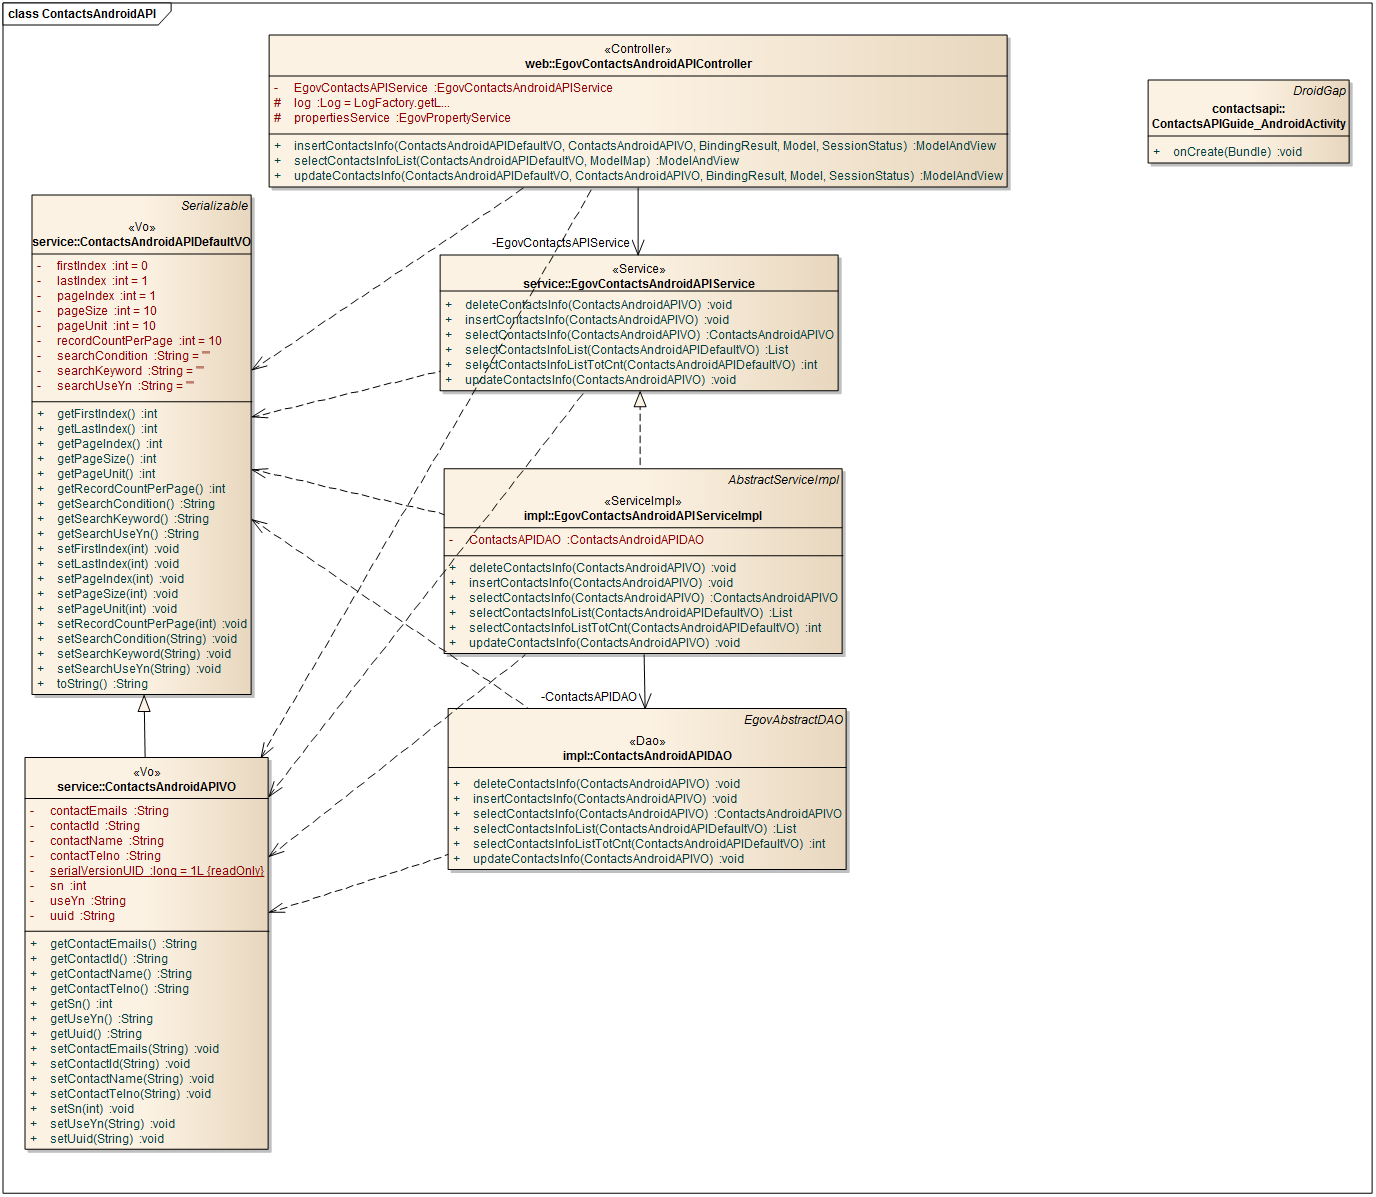 class ContactsAndroidAPI
«Controller»
web::EgovContactsAndroidAPIController
- EgovContactsAPIService :EgovContactsAndroidAPIService
# log :Log = LogFactory.getL...
# propertiesService :EgovPropertyService
+ insertContactsInfo(ContactsAndroidAPIDefaultVO, ContactsAndroidAPIVO, BindingResult, Model, SessionStatus) :ModelAndView
+ selectContactsInfoList(ContactsAndroidAPIDefaultVO, ModelMap) :ModelAndView
+ updateContactsInfo(ContactsAndroidAPIDefaultVO, ContactsAndroidAPIVO, BindingResult, Model, SessionStatus) :ModelAndView
DroidGap
contactsapi::
ContactsAPIGuide_AndroidActivity
+ onCreate(Bundle) :void
Serializable
«Vo»
service::ContactsAndroidAPIDefaultVO
- firstIndex :int = 0
- lastIndex :int = 1
- pageIndex :int = 1
- pageSize :int = 10
- pageUnit :int = 10
- recordCountPerPage :int = 10
- searchCondition :String = ""
- searchKeyword :String = ""
- searchUseYn :String = ""
+ getFirstIndex() :int
+ getLastIndex() :int
+ getPageIndex() :int
+ getPageSize() :int
+ getPageUnit() :int
+ getRecordCountPerPage() :int
+ getSearchCondition() :String
+ getSearchKeyword() :String
+ getSearchUseYn() :String
+ setFirstIndex(int) :void
+ setLastIndex(int) :void
+ setPageIndex(int) :void
+ setPageSize(int) :void
+ setPageUnit(int) :void
+ setRecordCountPerPage(int) :void
+ setSearchCondition(String) :void
+ setSearchKeyword(String) :void
+ setSearchUseYn(String) :void
+ toString() :String
-EgovContactsAPIService
«Service»
service::EgovContactsAndroidAPIService
+ deleteContactsInfo(ContactsAndroidAPIVO) :void
+ insertContactsInfo(ContactsAndroidAPIVO) :void
+ selectContactsInfo(ContactsAndroidAPIVO) :ContactsAndroidAPIVO
+ selectContactsInfoList(ContactsAndroidAPIDefaultVO) :List
+ selectContactsInfoListTotCnt(ContactsAndroidAPIDefaultVO) :int
+ updateContactsInfo(ContactsAndroidAPIVO) :void
AbstractServiceImpl
«ServiceImpl»
impl::EgovContactsAndroidAPIServiceImpl
- ContactsAPIDAO :ContactsAndroidAPIDAO
+ deleteContactsInfo(ContactsAndroidAPIVO) :void
+ insertContactsInfo(ContactsAndroidAPIVO) :void
+ selectContactsInfo(ContactsAndroidAPIVO) :ContactsAndroidAPIVO
+ selectContactsInfoList(ContactsAndroidAPIDefaultVO) :List
+ selectContactsInfoListTotCnt(ContactsAndroidAPIDefaultVO) :int
+ updateContactsInfo(ContactsAndroidAPIVO) :void
-ContactsAPIDAO
EgovAbstractDAO
«Dao»
impl::ContactsAndroidAPIDAO
+ deleteContactsInfo(ContactsAndroidAPIVO) :void
+ insertContactsInfo(ContactsAndroidAPIVO) :void
+ selectContactsInfo(ContactsAndroidAPIVO) :ContactsAndroidAPIVO
+ selectContactsInfoList(ContactsAndroidAPIDefaultVO) :List
+ selectContactsInfoListTotCnt(ContactsAndroidAPIDefaultVO) :int
+ updateContactsInfo(ContactsAndroidAPIVO) :void
«Vo»
service::ContactsAndroidAPIVO
- contactEmails :String
- contactId :String
- contactName :String
- contactTelno :String
- serialVersionUID :long = 1L {readOnly}
- sn :int
- useYn :String
- uuid :String
+ getContactEmails() :String
+ getContactId() :String
+ getContactName() :String
+ getContactTelno() :String
+ getSn() :int
+ getUseYn() :String
+ getUuid() :String
+ setContactEmails(String) :void
+ setContactId(String) :void
+ setContactName(String) :void
+ setContactTelno(String) :void
+ setSn(int) :void
+ setUseYn(String) :void
+ setUuid(String) :void